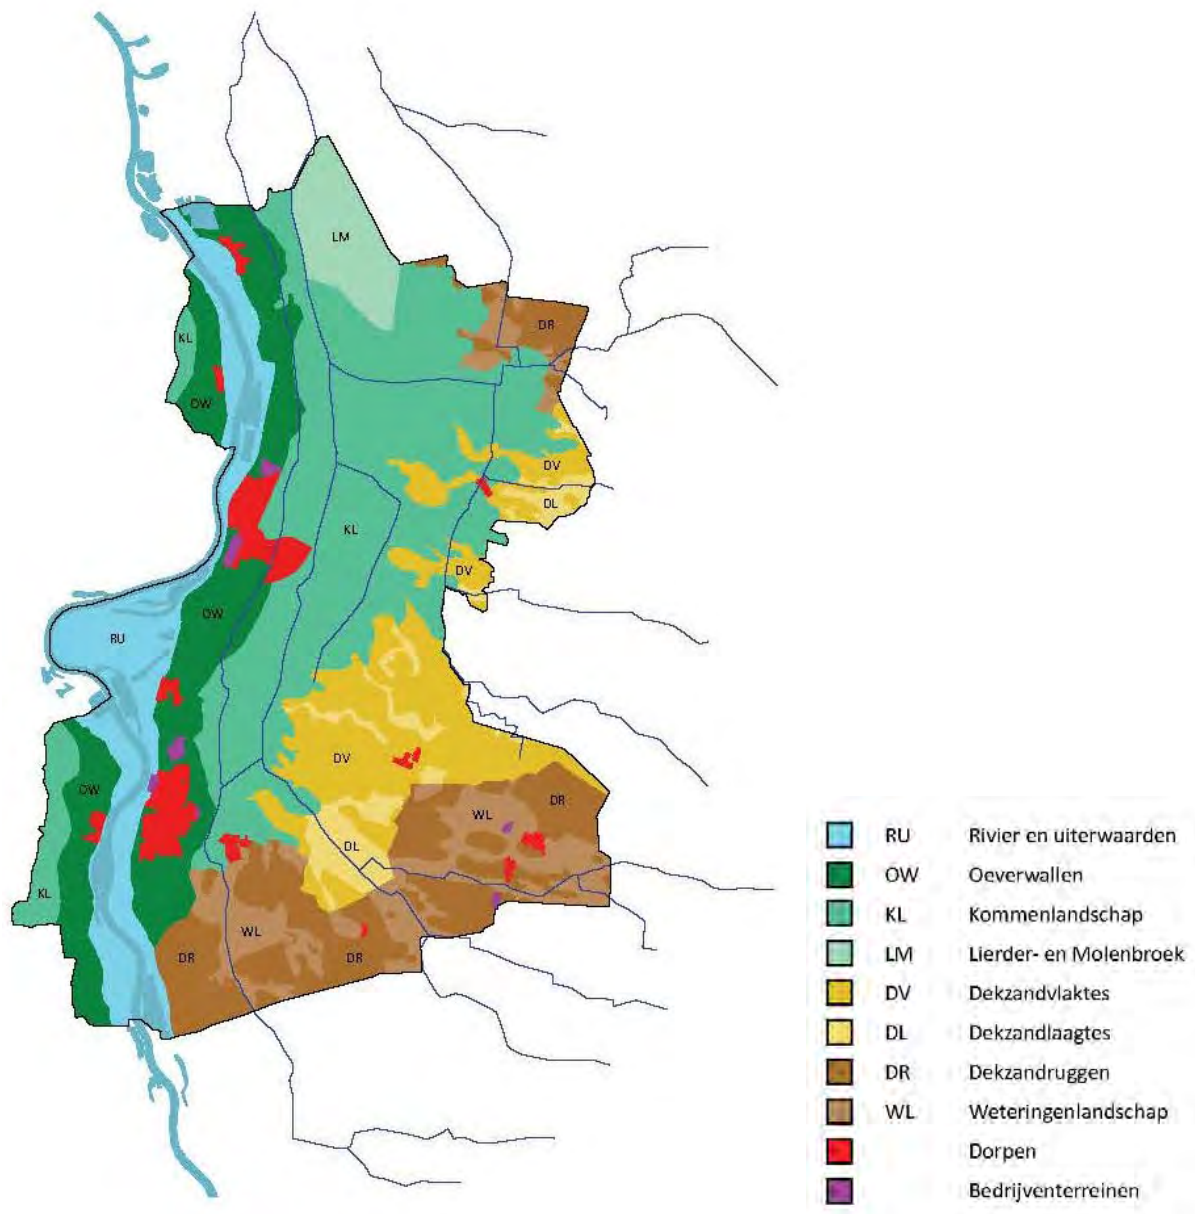 LM
DR
KL
OW
DV
DL
KL
DV
OW
RU
DV
OW
WL
DR
DL
KL
WL
DR
DR
RU Rivier en uiterwaarden
OW Oeverwallen
KL Kommenlandschap
LM Lierder- en Molenbroek
DV Dekzandvlaktes
DL Dekzandlaagtes
DR Dekzandruggen
WL Weteringenlandschap
Dorpen
Bedrijventerreinen